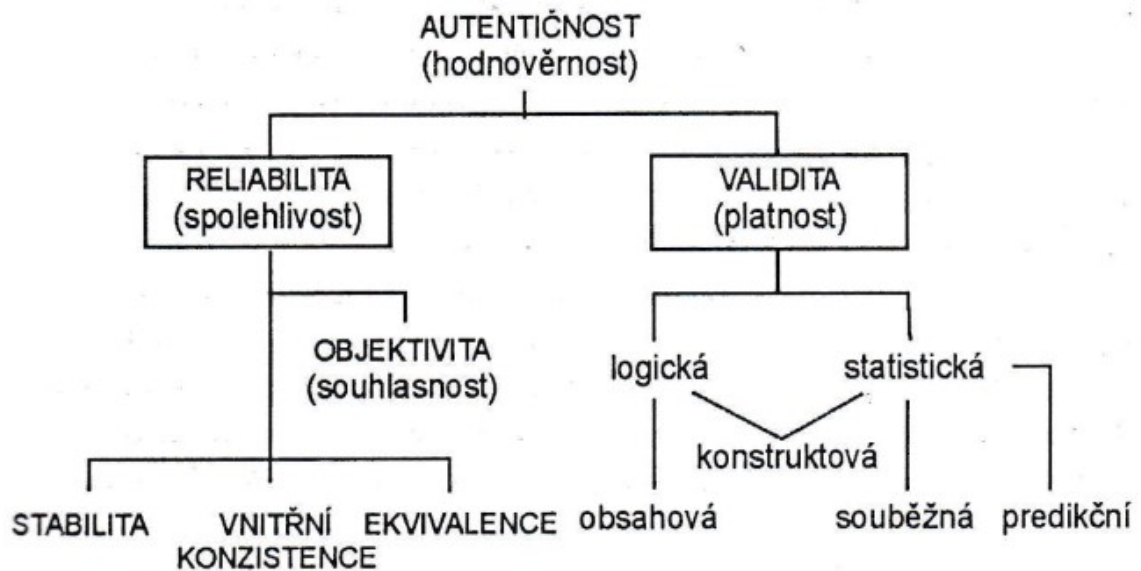 AUTENTIČNOST
(hodnověrnost)
RELIABILITA
(spolehlivost)
VALIDITA
(platnost)
OBJEKTIVITA
(souhlasnost)
logická
statistická
konstruktová
STABILITA
VNITŘNÍ
KONZISTENCE
EKVIVALENCE
obsahová
souběžná
predikční